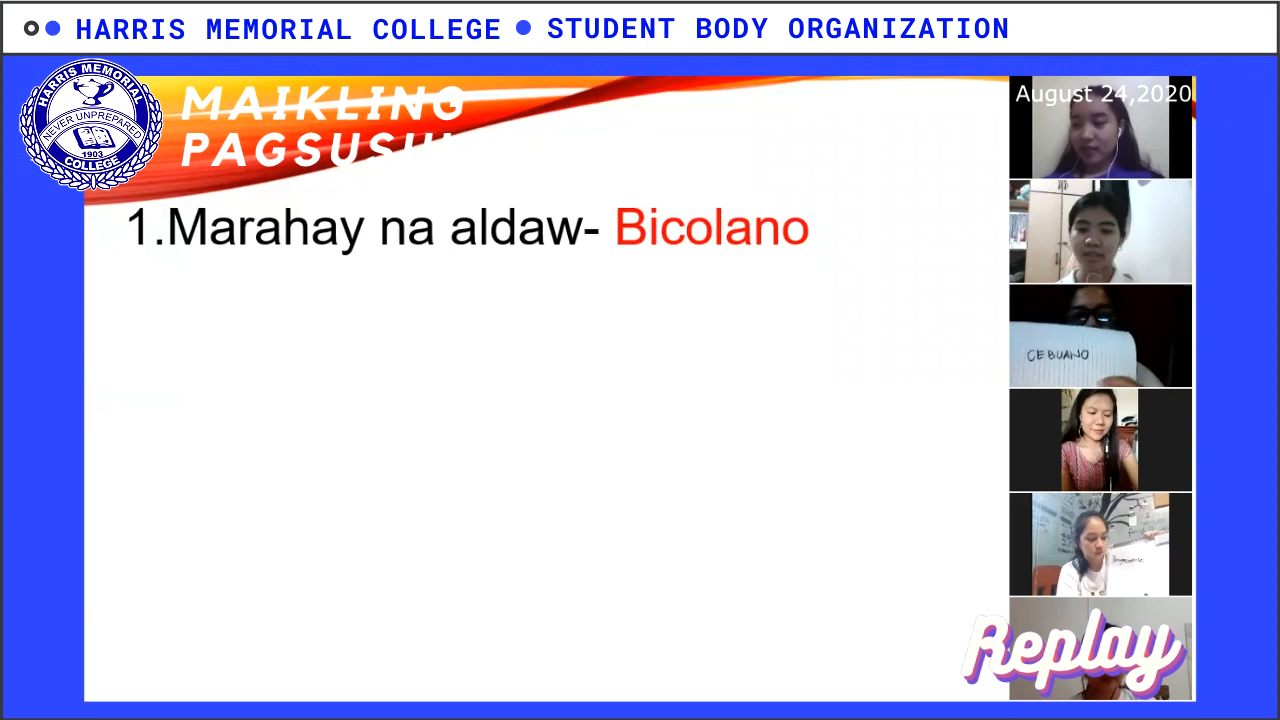 HARRIS MEMORIAL COLLEGE STUDENT BODY ORGANIZATION
HARRIS MEMORIAL
NEVER UNPREPARED
1903
COLLEGE
MAIKLING
PAGSUSU
August 24,2020
1.Marahay na aldaw- Bicolano
CEBUANO
Replay